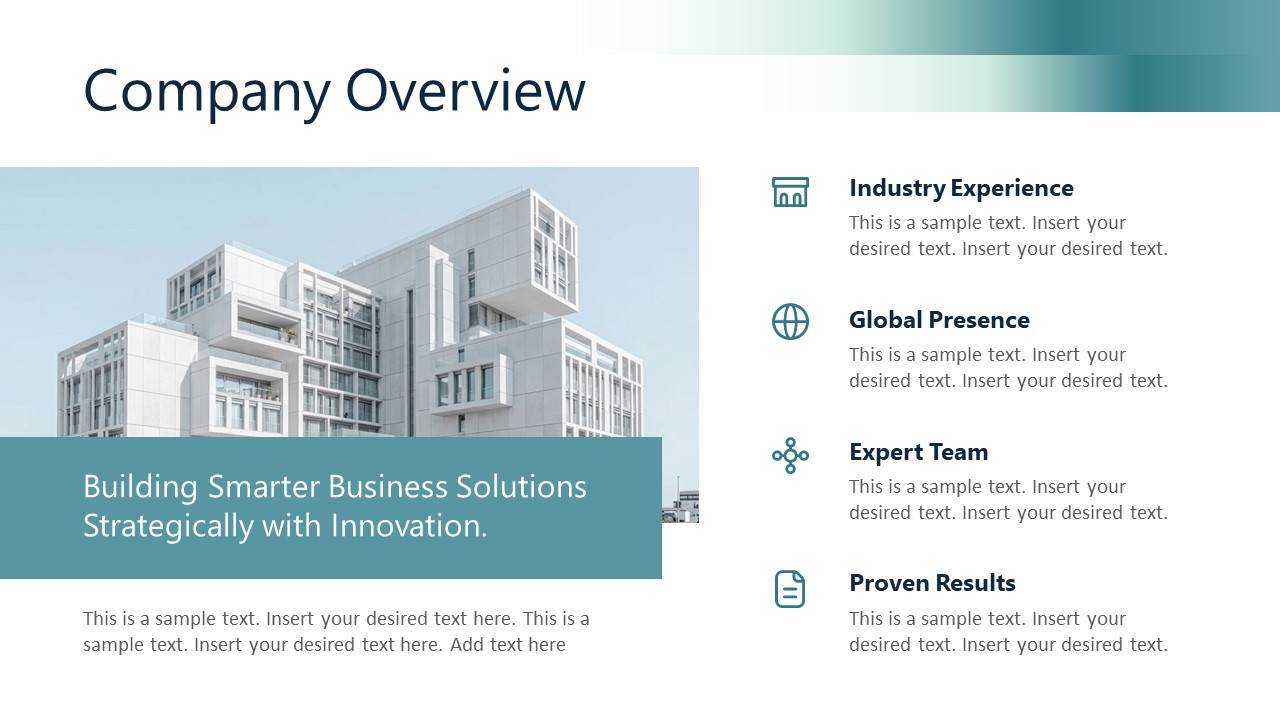 Company Overview
Building Smarter Business Solutions
Strategically with Innovation.
This is a sample text. Insert your desired text here. This is a
sample text. Insert your desired text here. Add text here
Industry Experience
This is a sample text. Insert your
desired text. Insert your desired text.
Global Presence
This is a sample text. Insert your
desired text. Insert your desired text.
Expert Team
This is a sample text. Insert your
desired text. Insert your desired text.
Proven Results
This is a sample text. Insert your
desired text. Insert your desired text.